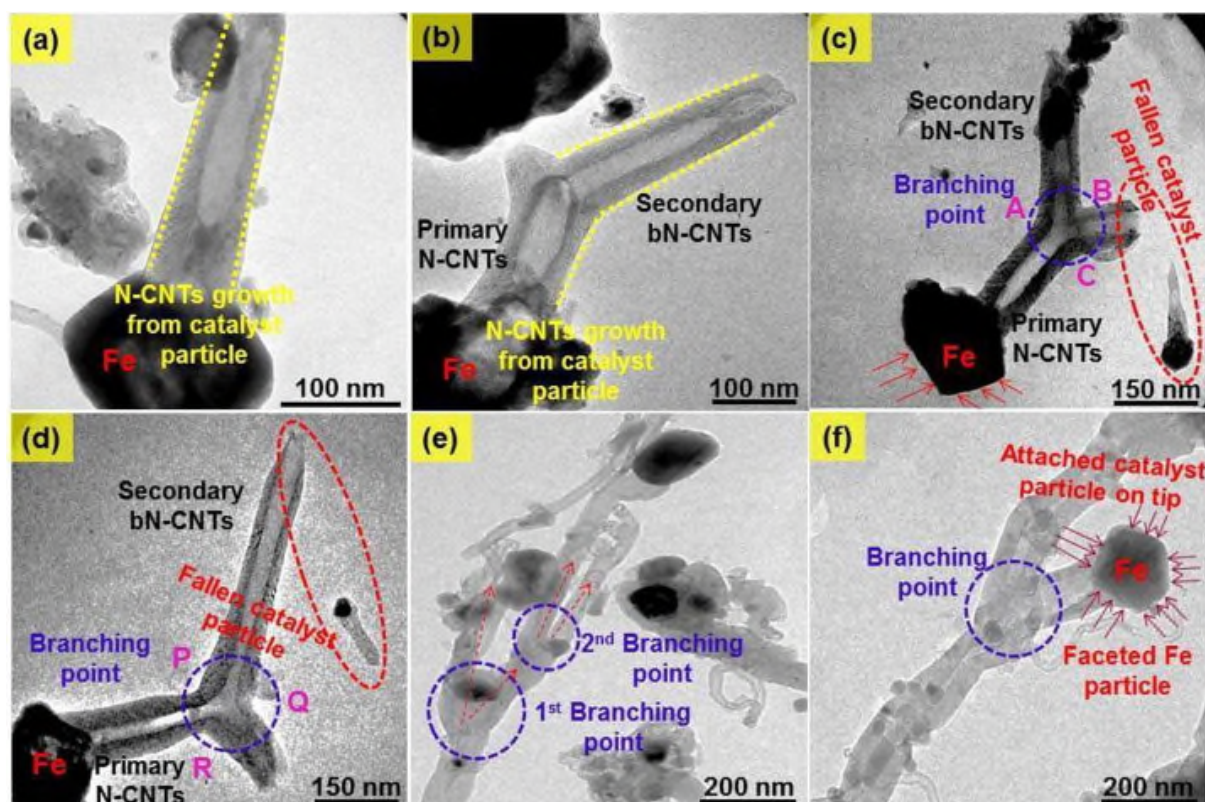 (a)
N-CNTs growth
from catalyst
particle
Fe
100 nm
(b)
Primary
N-CNTs
Secondary
bN-CNTs
N-CNTs growth
from catalyst
particle
Fe
100 nm
(c)
Secondary
bN-CNTs
Fallen catalyst
particle
Branching
point
A
B
C
Fe
Primary
N-CNTs
150 nm
(d)
Secondary
bN-CNTs
Fallen catalyst
particle
Branching
point
P
Q
R
Fe
Primary
N-CNTs
150 nm
(e)
2nd Branching
point
1st Branching
point
200 nm
(f)
Attached catalyst
particle on tip
Fe
Branching
point
Faceted Fe
particle
200 nm